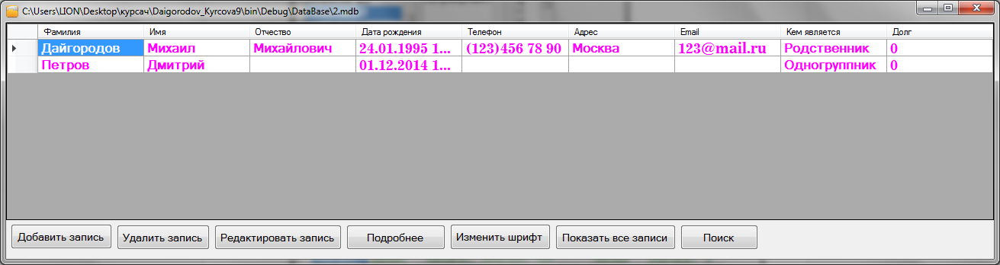 C:\Users\LION\Desktop\курсач\Daigorodov_Kyrcova9\bin\Debug\DataBase\2.mdb
Фамилия Имя Отчество Дата рождения Телефон Адрес Email Кем является Долг
Дайгородов Михаил Михайлович 24.01.1995 1... (123)456 78 90 Москва 123@mail.ru Родственник 0
Петров Дмитрий 01.12.2014 1... Одногруппник 0
Добавить запись Удалить запись Редактировать запись Подробнее Изменить шрифт Показать все записи Поиск